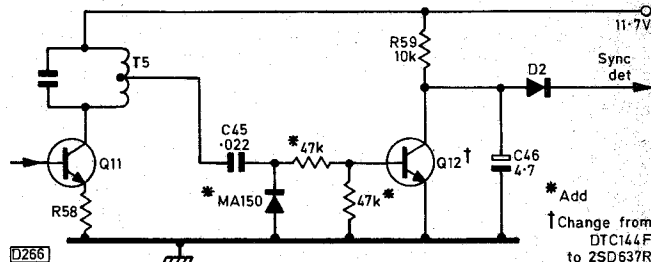 11·7V
R59
10k
T5
D2
Sync
det
C45
·022
* 47k
Q11
Q12 †
C46
4·7
* MA150
47k *
R58
* Add
† Change from
DTC144F
to 2SD637R
D266